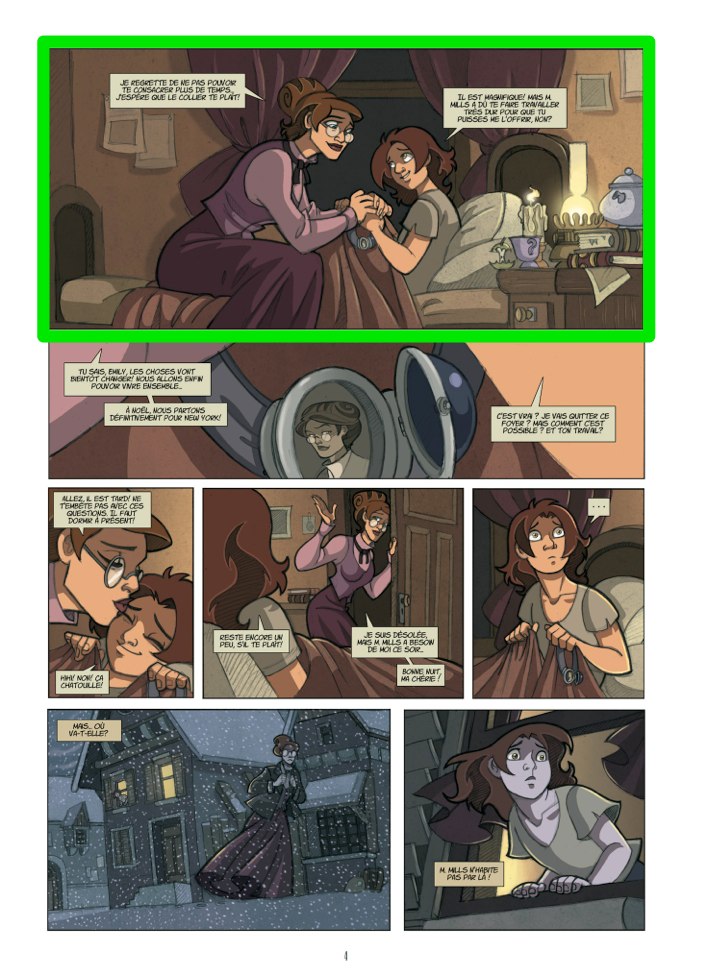 JE REGRETTE DE NE PAS POUVOIR
TE CONSACRER PLUS DE TEMPS...
J'ESPÈRE QUE LE COLLIER TE PLAÎT!
IL EST MAGNIFIQUE! MAIS M.
MILLS A DÛ TE FAIRE TRAVAILLER
TRÈS DUR POUR QUE TU
PUISSES ME L'OFFRIR, NON?
TU SAIS, EMILY, LES CHOSES VONT
BIENTÔT CHANGER! NOUS ALLONS ENFIN
POUVOIR VIVRE ENSEMBLE...
À NOËL, NOUS PARTONS
DÉFINITIVEMENT POUR NEW YORK!
C'EST VRAI ? JE VAIS QUITTER CE
FOYER ? MAIS COMMENT C'EST
POSSIBLE ? ET TON TRAVAIL?
ALLEZ, IL EST TARD! NE
T'EMBÊTE PAS AVEC CES
QUESTIONS. IL FAUT
DORMIR À PRÉSENT!
HIHI! NON! ÇA
CHATOUILLE!
RESTE ENCORE UN
PEU, S'IL TE PLAÎT!
JE SUIS DÉSOLÉE,
MAIS M. MILLS A BESOIN
DE MOI CE SOIR...
BONNE NUIT,
MA CHÉRIE !
...
MAIS... OÙ
VA-T-ELLE?
M. MILLS N'HABITE
PAS PAR LÀ !
4